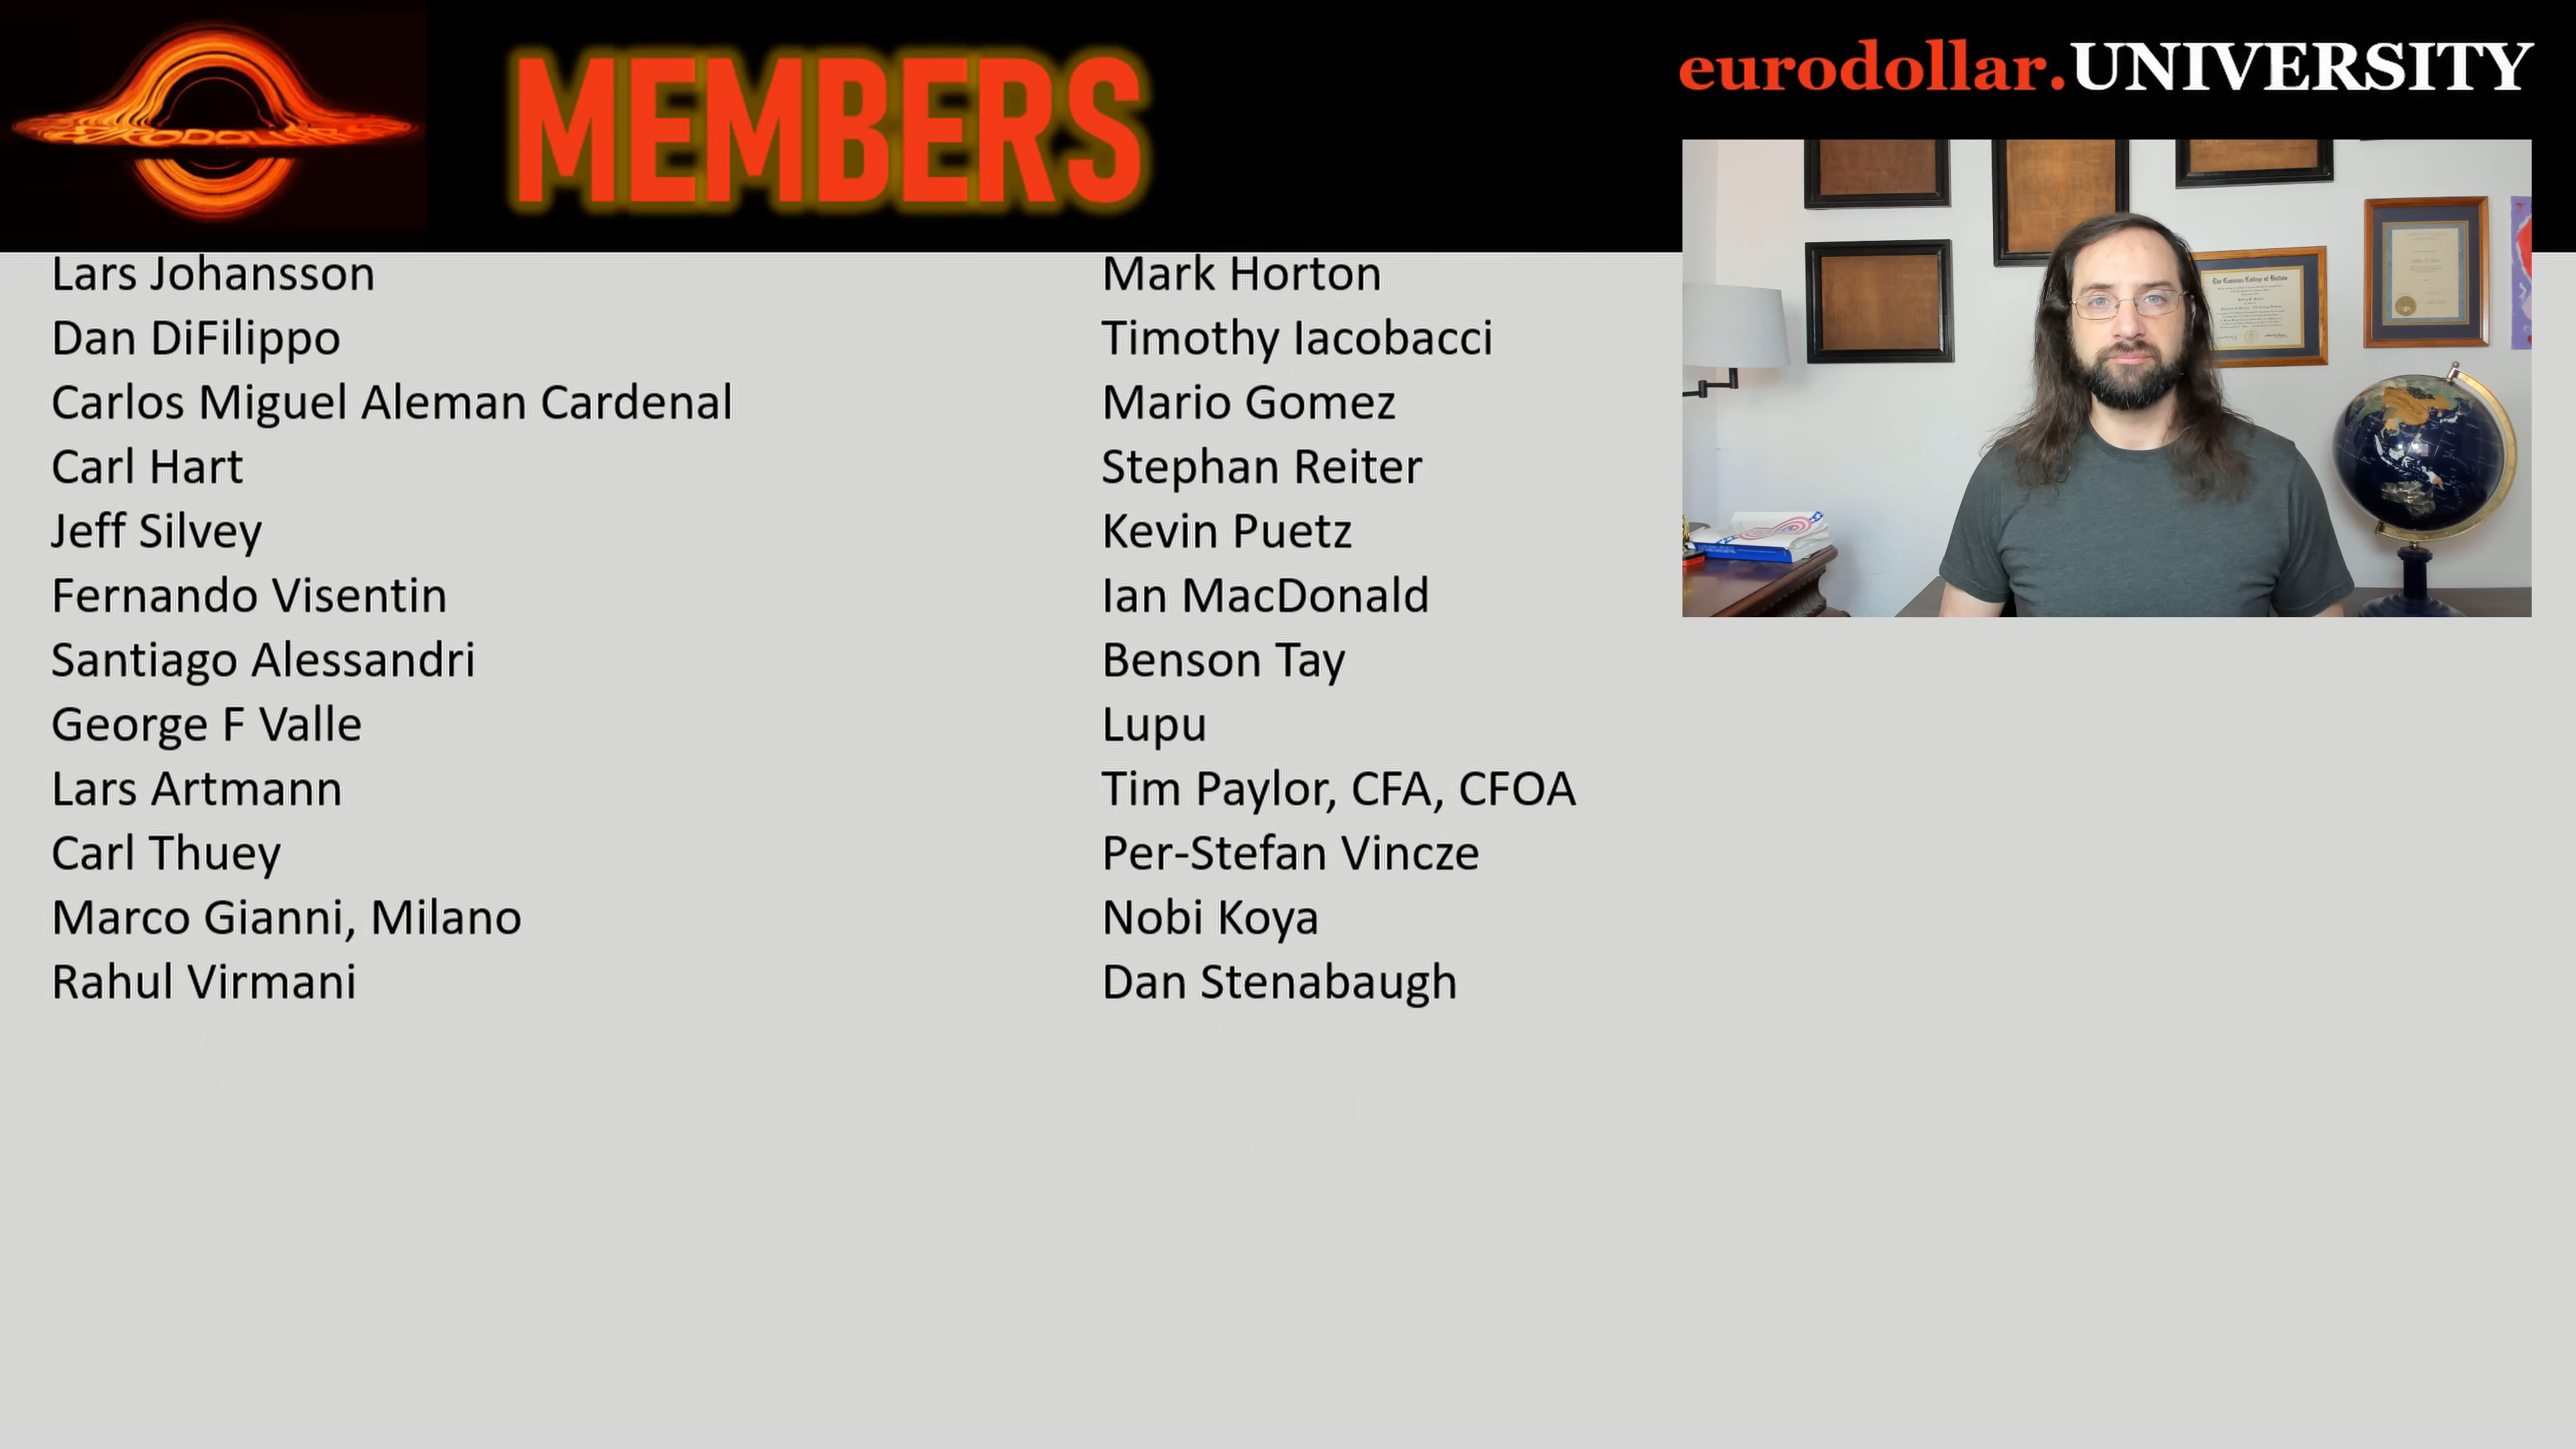 EURODOLLAR
MEMBERS
eurodollar.UNIVERSITY
Lars Johansson
Dan DiFilippo
Carlos Miguel Aleman Cardenal
Carl Hart
Jeff Silvey
Fernando Visentin
Santiago Alessandri
George F Valle
Lars Artmann
Carl Thuey
Marco Gianni, Milano
Rahul Virmani
Mark Horton
Timothy Iacobacci
Mario Gomez
Stephan Reiter
Kevin Puetz
Ian MacDonald
Benson Tay
Lupu
Tim Paylor, CFA, CFOA
Per-Stefan Vincze
Nobi Koya
Dan Stenabaugh